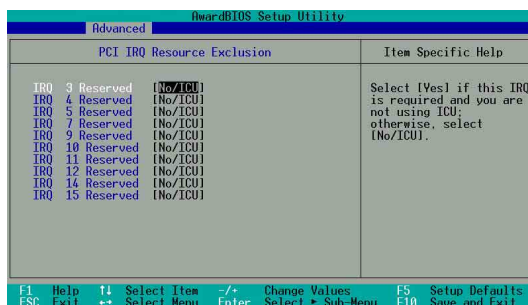 AwardBIOS Setup Utility
Advanced
PCI IRQ Resource Exclusion
Item Specific Help
IRQ 3 Reserved [No/ICU]
IRQ 4 Reserved [No/ICU]
IRQ 5 Reserved [No/ICU]
IRQ 7 Reserved [No/ICU]
IRQ 9 Reserved [No/ICU]
IRQ 10 Reserved [No/ICU]
IRQ 11 Reserved [No/ICU]
IRQ 12 Reserved [No/ICU]
IRQ 14 Reserved [No/ICU]
IRQ 15 Reserved [No/ICU]
Select [Yes] if this IRQ
is required and you are
not using ICU;
otherwise, select
[No/ICU].
F1 Help ↑↓ Select Item -/+ Change Values F5 Setup Defaults
ESC Exit ←→ Select Menu Enter Select ► Sub-Menu F10 Save and Exit